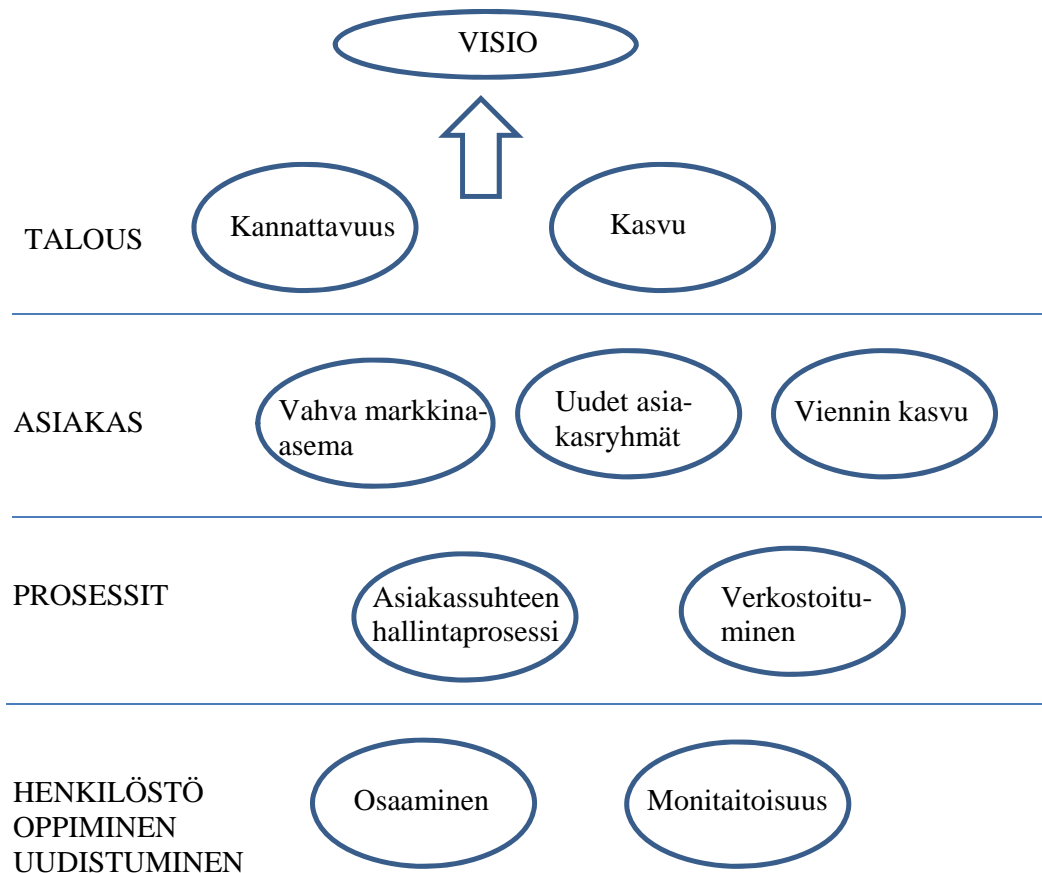 VISIO
TALOUS
Kannattavuus
Kasvu
ASIAKAS
Vahva markkina-
asema
Uudet asia-
kasryhmät
Viennin kasvu
PROSESSIT
Asiakassuhteen
hallintaprosessi
Verkostoitu-
minen
HENKILÖSTÖ
OPPIMINEN
UUDISTUMINEN
Osaaminen
Monitaitoisuus